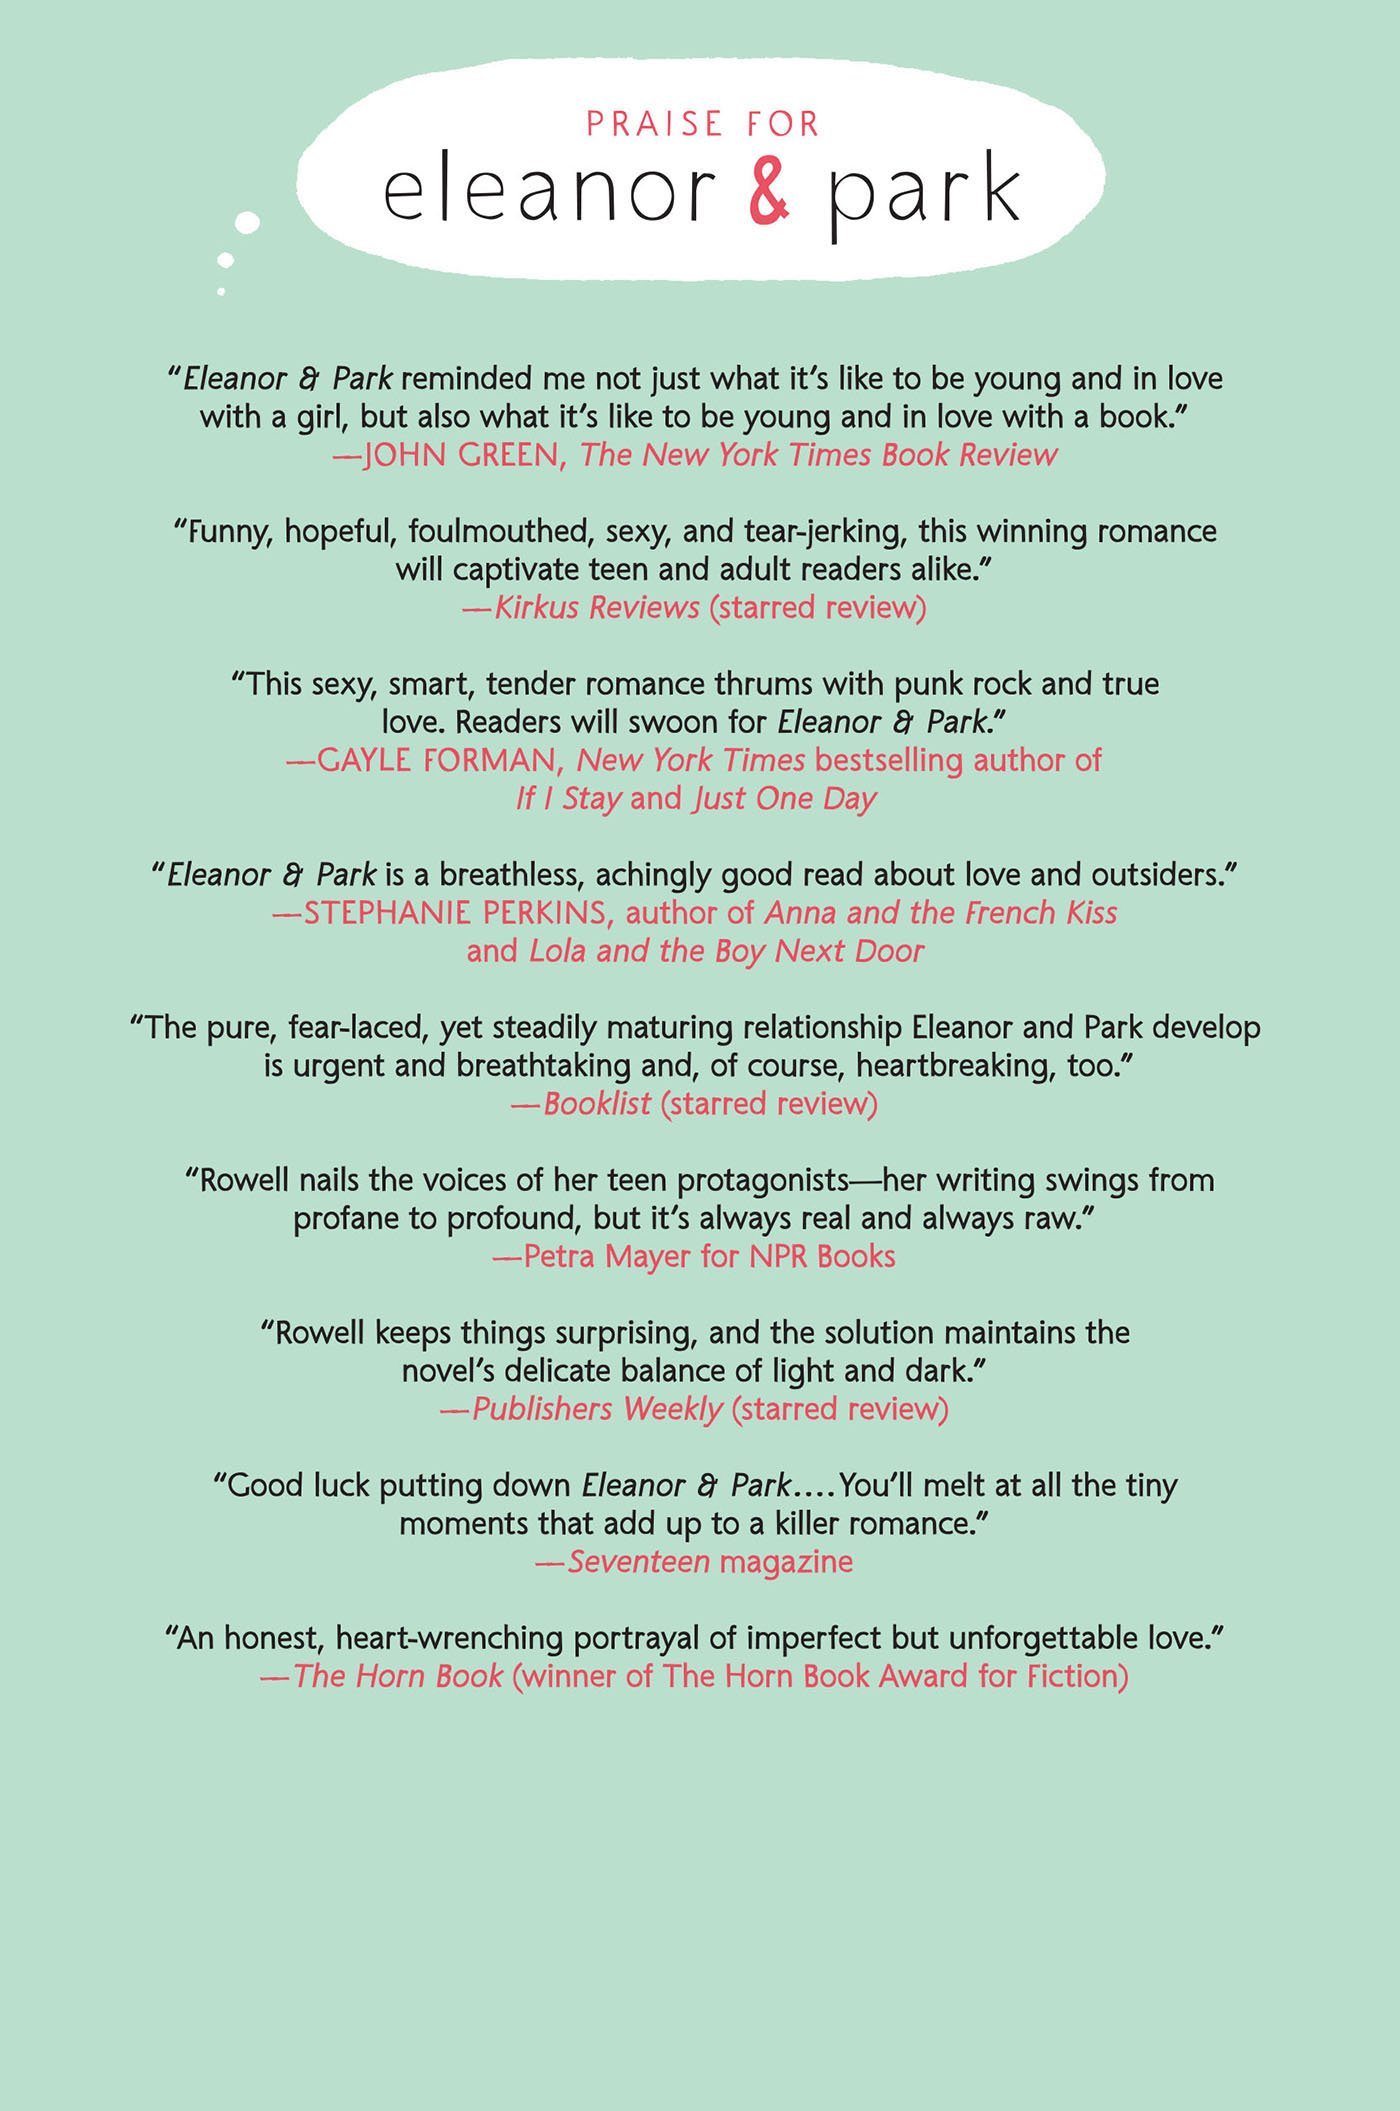 PRAISE FOR
eleanor & park
“Eleanor & Park reminded me not just what it’s like to be young and in love
with a girl, but also what it’s like to be young and in love with a book.”
—JOHN GREEN, The New York Times Book Review
“Funny, hopeful, foulmouthed, sexy, and tear-jerking, this winning romance
will captivate teen and adult readers alike.”
—Kirkus Reviews (starred review)
“This sexy, smart, tender romance thrums with punk rock and true
love. Readers will swoon for Eleanor & Park.”
—GAYLE FORMAN, New York Times bestselling author of
If I Stay and Just One Day
“Eleanor & Park is a breathless, achingly good read about love and outsiders.”
—STEPHANIE PERKINS, author of Anna and the French Kiss
and Lola and the Boy Next Door
“The pure, fear-laced, yet steadily maturing relationship Eleanor and Park develop
is urgent and breathtaking and, of course, heartbreaking, too.”
—Booklist (starred review)
“Rowell nails the voices of her teen protagonists—her writing swings from
profane to profound, but it’s always real and always raw.”
—Petra Mayer for NPR Books
“Rowell keeps things surprising, and the solution maintains the
novel’s delicate balance of light and dark.”
—Publishers Weekly (starred review)
“Good luck putting down Eleanor & Park.... You’ll melt at all the tiny
moments that add up to a killer romance.”
—Seventeen magazine
“An honest, heart-wrenching portrayal of imperfect but unforgettable love.”
—The Horn Book (winner of The Horn Book Award for Fiction)